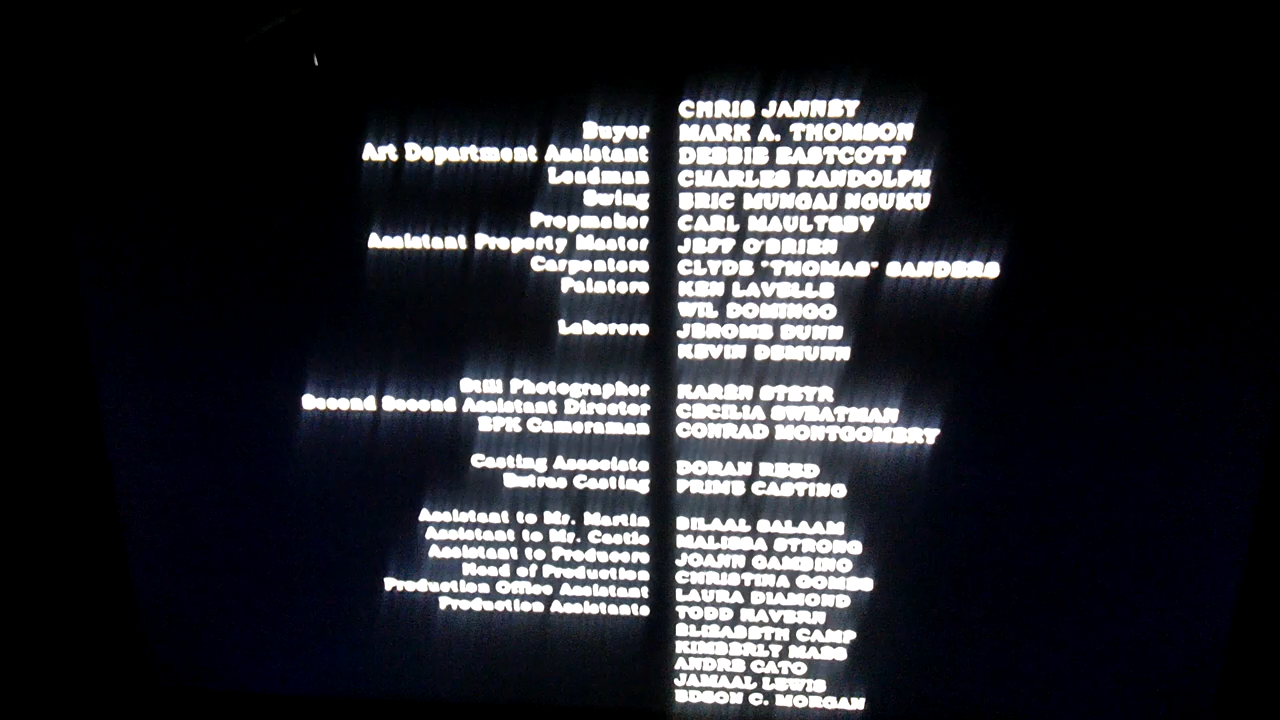 CHRIS JANNEY
Buyer MARK A. THOMSON
Art Department Assistant DEBBIE EASTCOTT
Leadman CHARLES RANDOLPH
Swing ERIC MUNGAI NGUKU
Propmaker CARL MAULTSBY
Assistant Property Master JEFF O'BRIEN
Carpenters CLYDE "THOMAS" SANDERS
Painters KEN LAVELLE
WIL DOMINGO
Laborers JEROME DUNN
KEVIN DEMUNN
Still Photographer KAREN STEYR
Second Second Assistant Director CECILIA SWEATMAN
EPK Cameraman CONRAD MONTGOMERY
Casting Associate DORAN REED
Extras Casting PRIME CASTING
Assistant to Mr. Martin BILAAL SALAAM
Assistant to Mr. Castle MALISSA STRONG
Assistant to Producers JOANN GAMBINO
Head of Production CHRISTINA GOMES
Production Office Assistant LAURA DIAMOND
Production Assistants TODD HAVERN
ELIZABETH CAMP
KIMBERLY MABS
ANDRE CATO
JAMAAL LEWIS
EDSON C. MORGAN